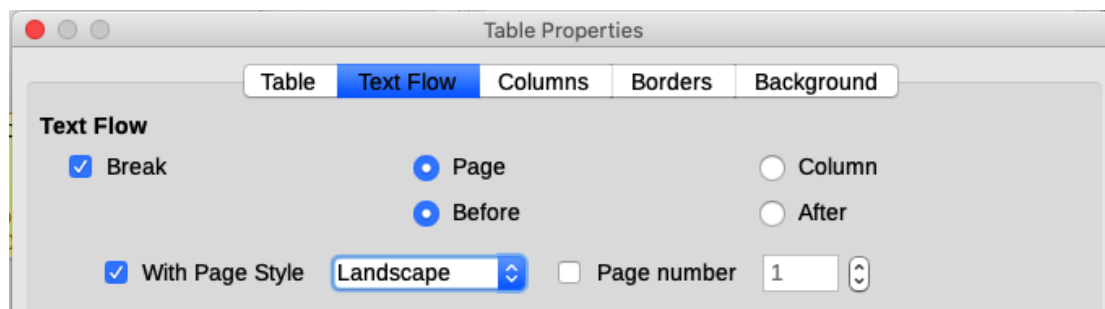 Table Properties
Table Text Flow Columns Borders Background
Text Flow
Break Page Column
Before After
With Page Style Landscape Page number 1